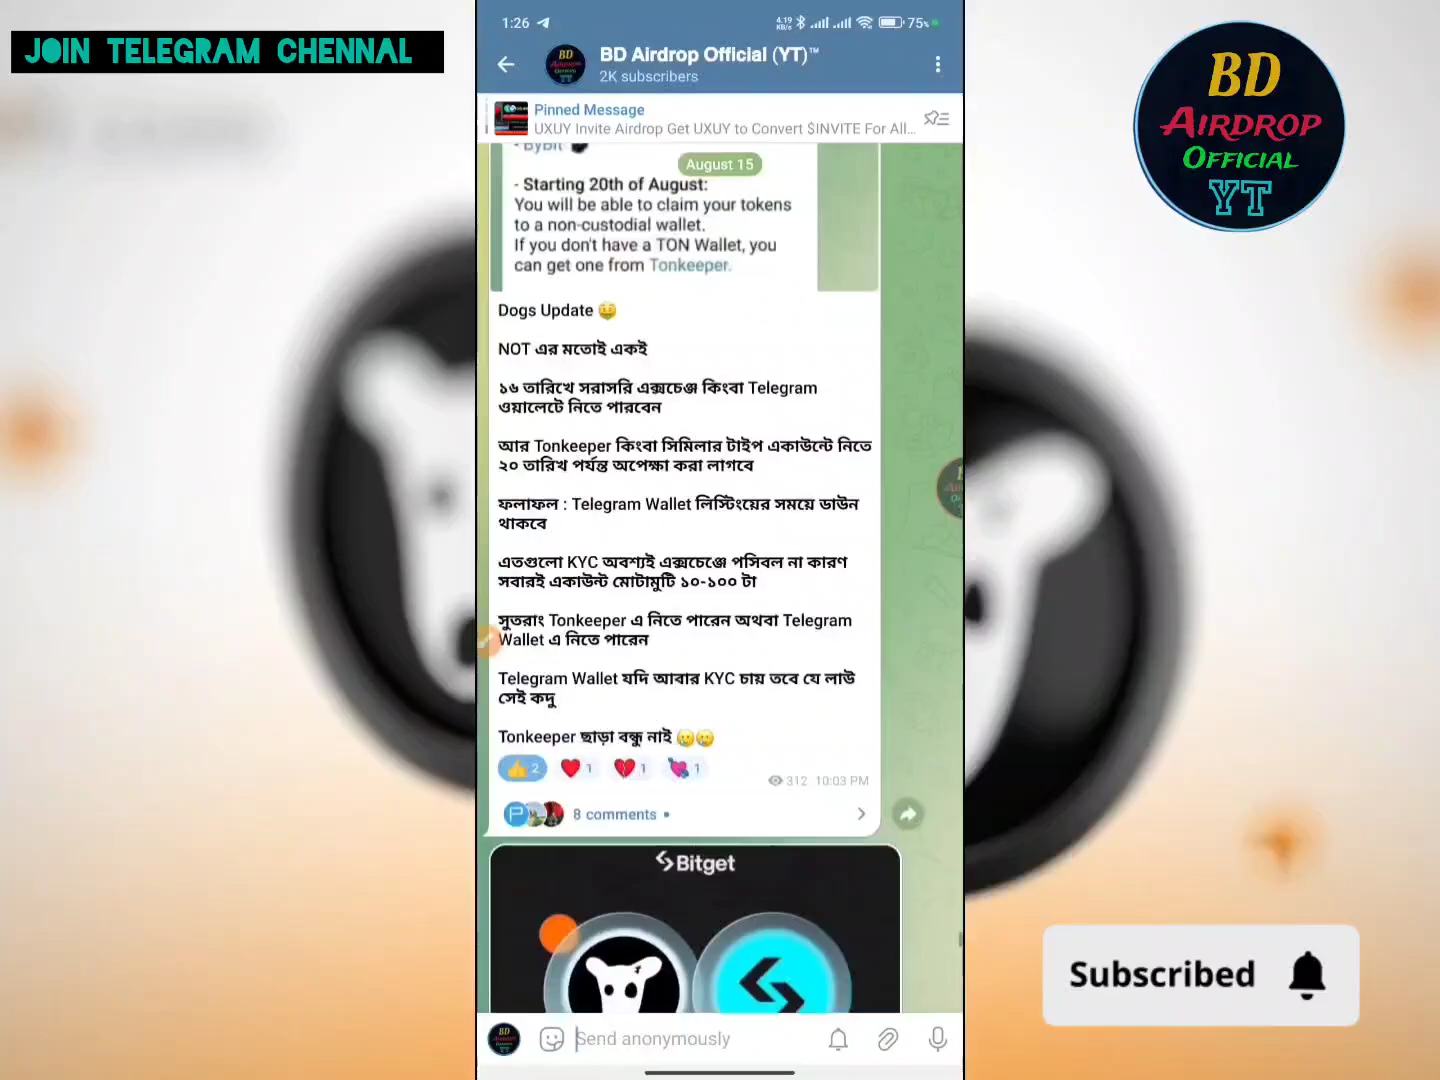 JOIN TELEGRAM CHENNAL
1:26
4.19
KB/s
75%
BD Airdrop Official (YT)™
2K subscribers
Pinned Message
UXUY Invite Airdrop Get UXUY to Convert $INVITE For All...
- ByBit
August 15
- Starting 20th of August:
You will be able to claim your tokens
to a non-custodial wallet.
If you don't have a TON Wallet, you
can get one from Tonkeeper.
Dogs Update 🤑
NOT এর মতোই একই
১৬ তারিখে সরাসরি এক্সচেঞ্জ কিংবা Telegram
ওয়ালেটে নিতে পারবেন
আর Tonkeeper কিংবা সিমিলার টাইপ একাউন্টে নিতে
২০ তারিখ পর্যন্ত অপেক্ষা করা লাগবে
ফলাফল : Telegram Wallet লিস্টিংয়ের সময়ে ডাউন
থাকবে
এতগুলো KYC অবশ্যই এক্সচেঞ্জে পসিবল না কারণ
সবারই একাউন্ট মোটামুটি ১০-১০০ টা
সুতরাং Tonkeeper এ নিতে পারেন অথবা Telegram
Wallet এ নিতে পারেন
Telegram Wallet যদি আবার KYC চায় তবে যে লাউ
সেই কদু
Tonkeeper ছাড়া বন্ধু নাই 🥲🥲
👍 2 ❤️ 1 💔 1 💘 1
312 10:03 PM
8 comments
Bitget
Send anonymously
BD
AIRDROP
OFFICIAL
YT
Subscribed